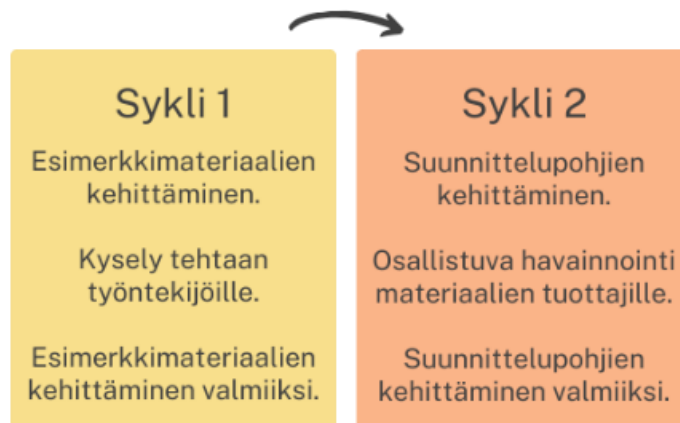 Sykli 1
Esimerkkimateriaalien
kehittäminen.
Kysely tehtaan
työntekijöille.
Esimerkkimateriaalien
kehittäminen valmiiksi.
Sykli 2
Suunnittelupohjien
kehittäminen.
Osallistuva havainnointi
materiaalien tuottajille.
Suunnittelupohjien
kehittäminen valmiiksi.